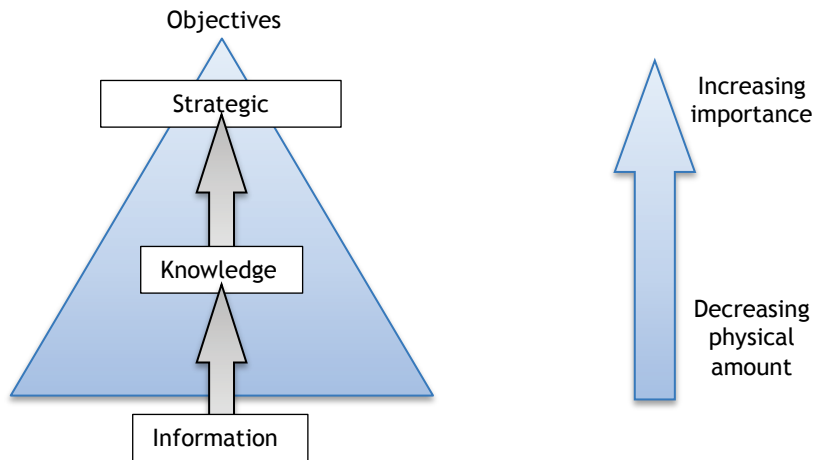 Objectives
Strategic
Knowledge
Information
Increasing
importance
Decreasing
physical
amount